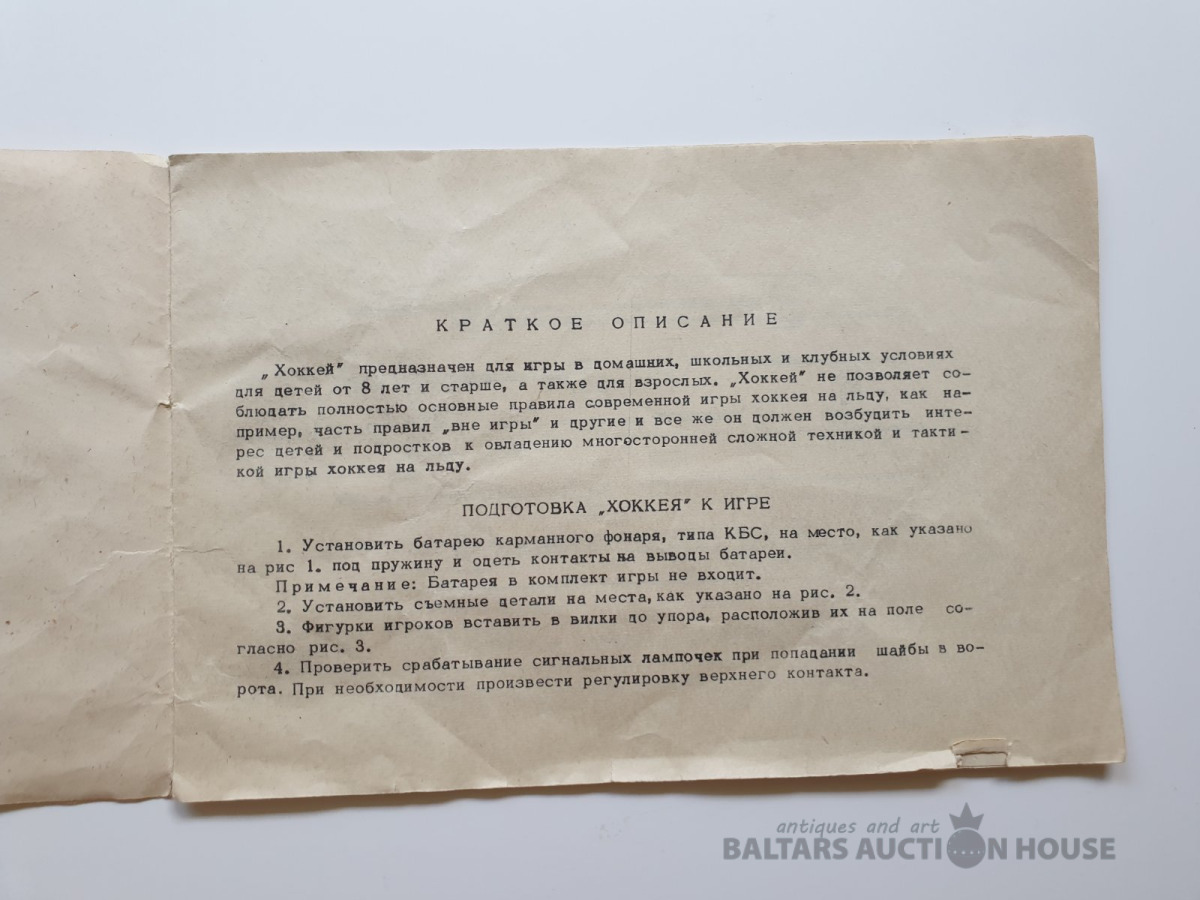 КРАТКОЕ ОПИСАНИЕ
„Хоккей" предназначен для игры в домашних, школьных и клубных условиях
для детей от 8 лет и старше, а также для взрослых. „Хоккей" не позволяет со-
блюдать полностью основные правила современной игры хоккея на льду, как на-
пример, часть правил „вне игры" и другие и все же он должен возбудить инте-
рес детей и подростков к овладению многосторонней сложной техникой и такти-
кой игры хоккея на льду.
ПОДГОТОВКА „ХОККЕЯ" К ИГРЕ
1. Установить батарею карманного фонаря, типа КБС, на место, как указано
на рис 1. под пружину и одеть контакты на выводы батареи.
Примечание: Батарея в комплект игры не входит.
2. Установить съемные детали на места, как указано на рис. 2.
3. Фигурки игроков вставить в вилки до упора, расположив их на поле со-
гласно рис. 3.
4. Проверить срабатывание сигнальных лампочек при попадании шайбы в во-
рота. При необходимости произвести регулировку верхнего контакта.
antiques and art
BALTARS AUCTION HOUSE